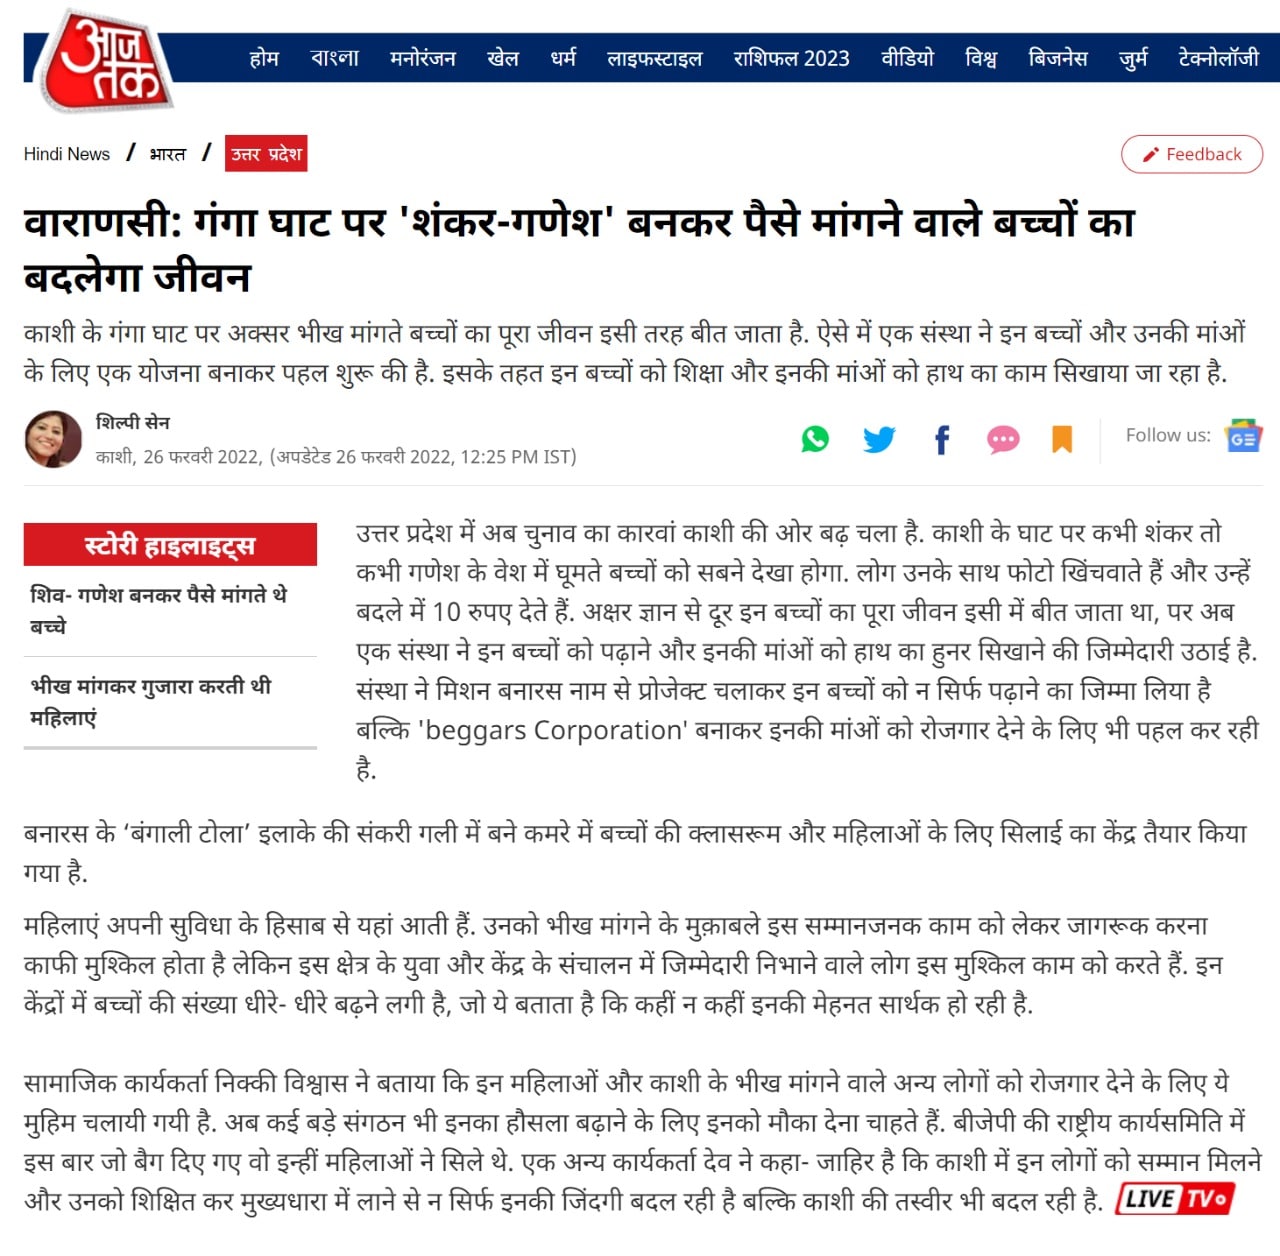 आज
तक
होम বাংলা मनोरंजन खेल धर्म लाइफस्टाइल राशिफल 2023 वीडियो विश्व बिजनेस जुर्म टेक्नोलॉजी
Hindi News / भारत / उत्तर प्रदेश
Feedback
वाराणसी: गंगा घाट पर 'शंकर-गणेश' बनकर पैसे मांगने वाले बच्चों का
बदलेगा जीवन
काशी के गंगा घाट पर अक्सर भीख मांगते बच्चों का पूरा जीवन इसी तरह बीत जाता है. ऐसे में एक संस्था ने इन बच्चों और उनकी मांओं
के लिए एक योजना बनाकर पहल शुरू की है. इसके तहत इन बच्चों को शिक्षा और इनकी मांओं को हाथ का काम सिखाया जा रहा है.
शिल्पी सेन
काशी, 26 फरवरी 2022, (अपडेटेड 26 फरवरी 2022, 12:25 PM IST)
Follow us:
GE
स्टोरी हाइलाइट्स
शिव- गणेश बनकर पैसे मांगते थे
बच्चे
भीख मांगकर गुजारा करती थी
महिलाएं
उत्तर प्रदेश में अब चुनाव का कारवां काशी की ओर बढ़ चला है. काशी के घाट पर कभी शंकर तो
कभी गणेश के वेश में घूमते बच्चों को सबने देखा होगा. लोग उनके साथ फोटो खिंचवाते हैं और उन्हें
बदले में 10 रुपए देते हैं. अक्षर ज्ञान से दूर इन बच्चों का पूरा जीवन इसी में बीत जाता था, पर अब
एक संस्था ने इन बच्चों को पढ़ाने और इनकी मांओं को हाथ का हुनर सिखाने की जिम्मेदारी उठाई है.
संस्था ने मिशन बनारस नाम से प्रोजेक्ट चलाकर इन बच्चों को न सिर्फ पढ़ाने का जिम्मा लिया है
बल्कि 'beggars Corporation' बनाकर इनकी मांओं को रोजगार देने के लिए भी पहल कर रही
है.
बनारस के ‘बंगाली टोला’ इलाके की संकरी गली में बने कमरे में बच्चों की क्लासरूम और महिलाओं के लिए सिलाई का केंद्र तैयार किया
गया है.
महिलाएं अपनी सुविधा के हिसाब से यहां आती हैं. उनको भीख मांगने के मुक़ाबले इस सम्मानजनक काम को लेकर जागरूक करना
काफी मुश्किल होता है लेकिन इस क्षेत्र के युवा और केंद्र के संचालन में जिम्मेदारी निभाने वाले लोग इस मुश्किल काम को करते हैं. इन
केंद्रों में बच्चों की संख्या धीरे- धीरे बढ़ने लगी है, जो ये बताता है कि कहीं न कहीं इनकी मेहनत सार्थक हो रही है.
सामाजिक कार्यकर्ता निक्की विश्वास ने बताया कि इन महिलाओं और काशी के भीख मांगने वाले अन्य लोगों को रोजगार देने के लिए ये
मुहिम चलायी गयी है. अब कई बड़े संगठन भी इनका हौसला बढ़ाने के लिए इनको मौका देना चाहते हैं. बीजेपी की राष्ट्रीय कार्यसमिति में
इस बार जो बैग दिए गए वो इन्हीं महिलाओं ने सिले थे. एक अन्य कार्यकर्ता देव ने कहा- जाहिर है कि काशी में इन लोगों को सम्मान मिलने
और उनको शिक्षित कर मुख्यधारा में लाने से न सिर्फ इनकी जिंदगी बदल रही है बल्कि काशी की तस्वीर भी बदल रही है. LIVE TV